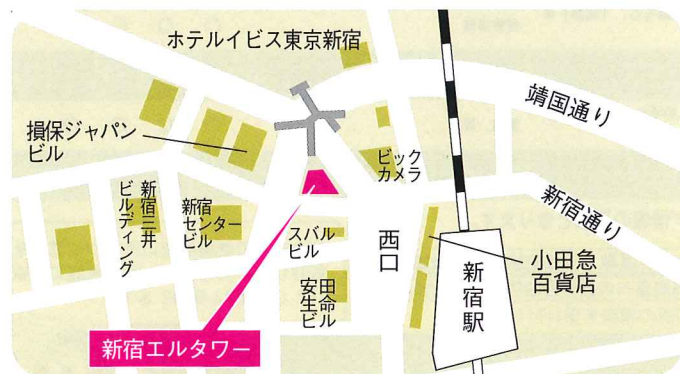 ホテルイビス東京新宿
靖国通り
損保ジャパン
ビル
ビック
カメラ
新宿通り
新宿三井
ビルディング
新宿
センター
ビル
スバル
ビル
西口
小田急
百貨店
新宿駅
安田
生命
ビル
新宿エルタワー